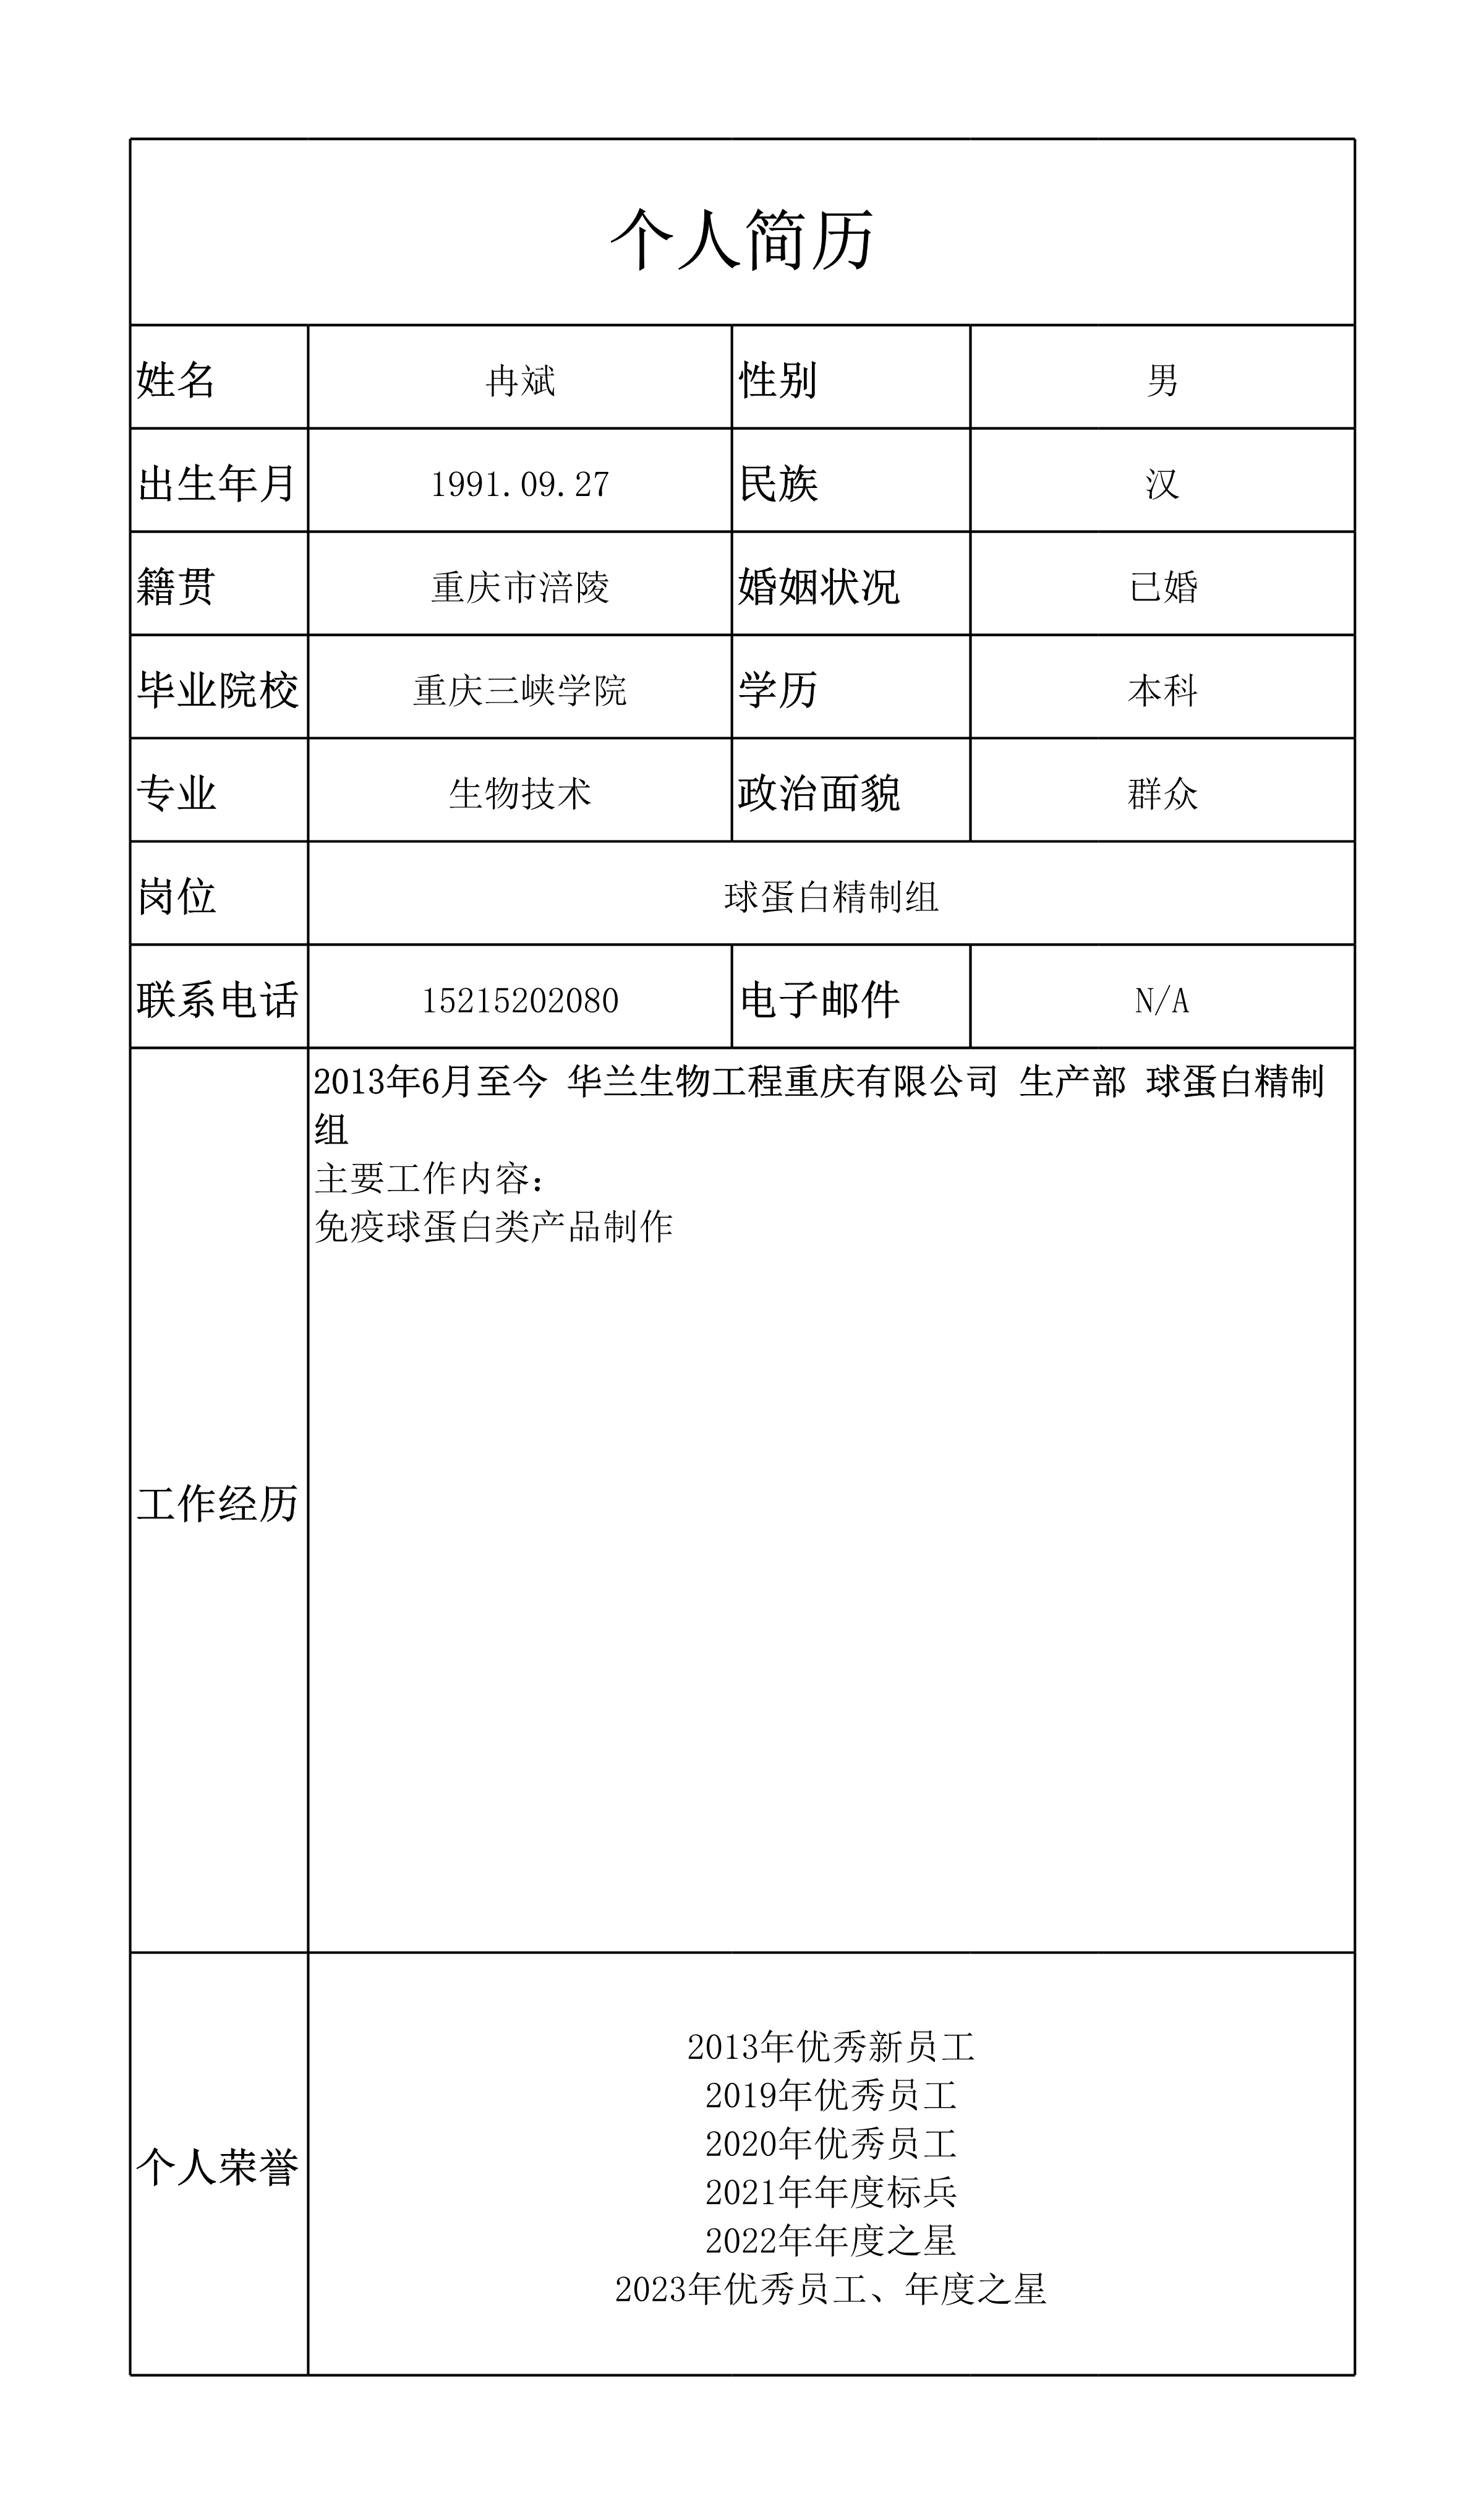 个人简历
姓名 冉斌 性别 男
出生年月 1991.09.27 民族 汉
籍贯 重庆市涪陵 婚姻状况 已婚
毕业院校 重庆三峡学院 学历 本科
专业 生物技术 政治面貌 群众
岗位 球蛋白精制组
联系电话 15215202080 电子邮件 N/A
2013年6月至今 华兰生物工程重庆有限公司 生产部 球蛋白精制
组
主要工作内容：
免疫球蛋白类产品制作
工作经历
2013年优秀新员工
2019年优秀员工
2020年优秀员工
2021年年度标兵
2022年年度之星
2023年优秀员工、年度之星
个人荣誉